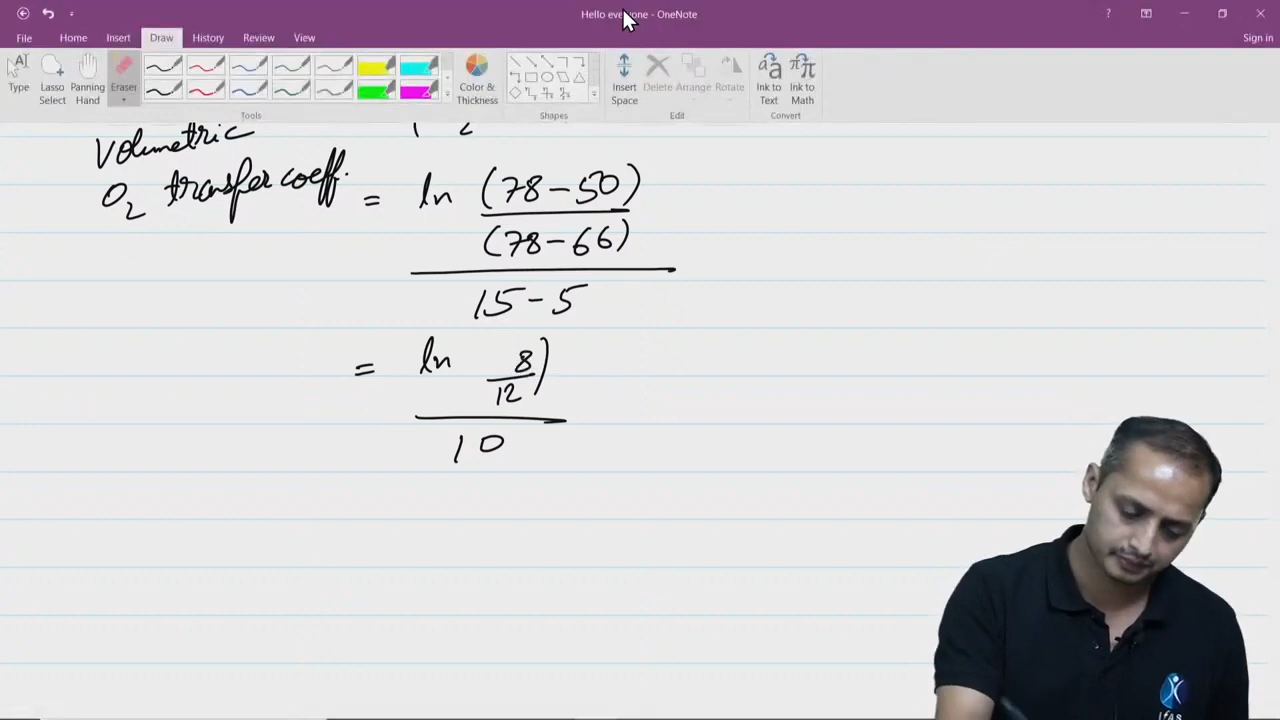 Hello everyone - OneNote
File Home Insert Draw History Review View Sign in
Type Lasso Select Panning Hand Eraser Color & Thickness Insert Space Delete Arrange Rotate Ink to Text Ink to Math
Tools Shapes Edit Convert
Volumetric
O2 transfer coeff. = ln (78-50)
(78-66)
15-5
= ln 8)
12
10
IFAS